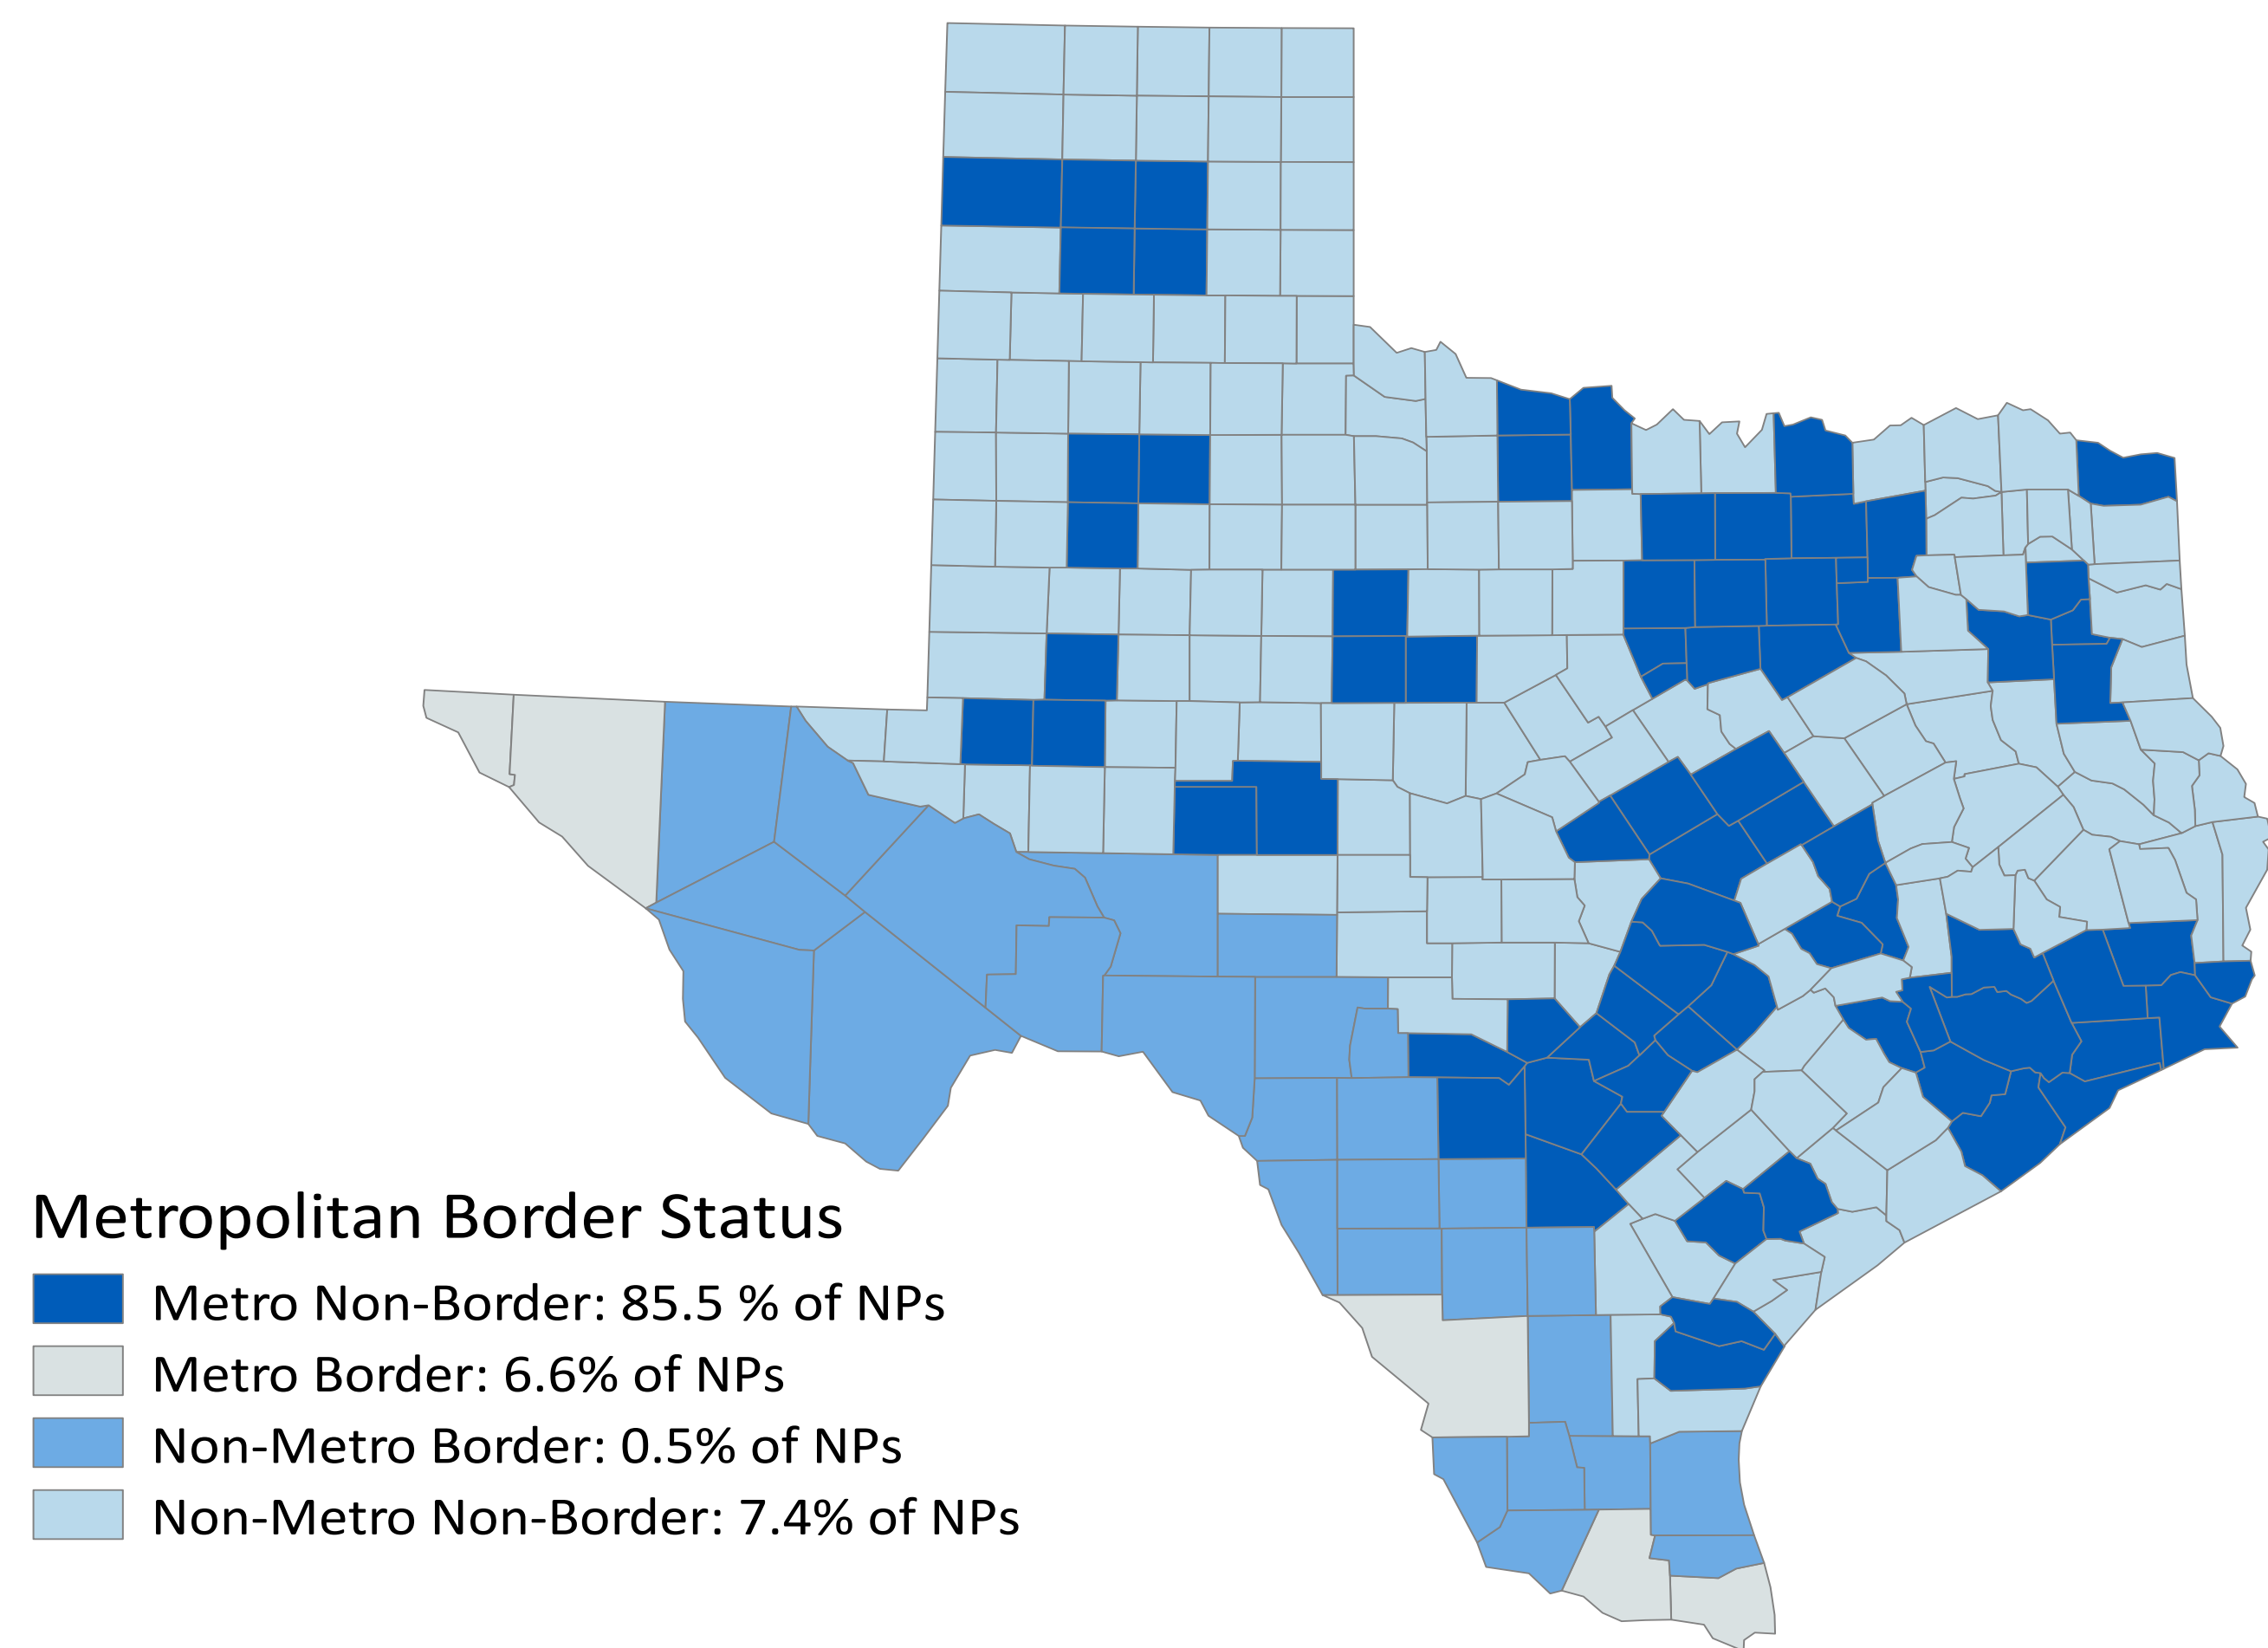 Metropolitan Border Status
Metro Non-Border: 85.5 % of NPs
Metro Border: 6.6% of NPs
Non-Metro Border: 0.5% of NPs
Non-Metro Non-Border: 7.4% of NPs